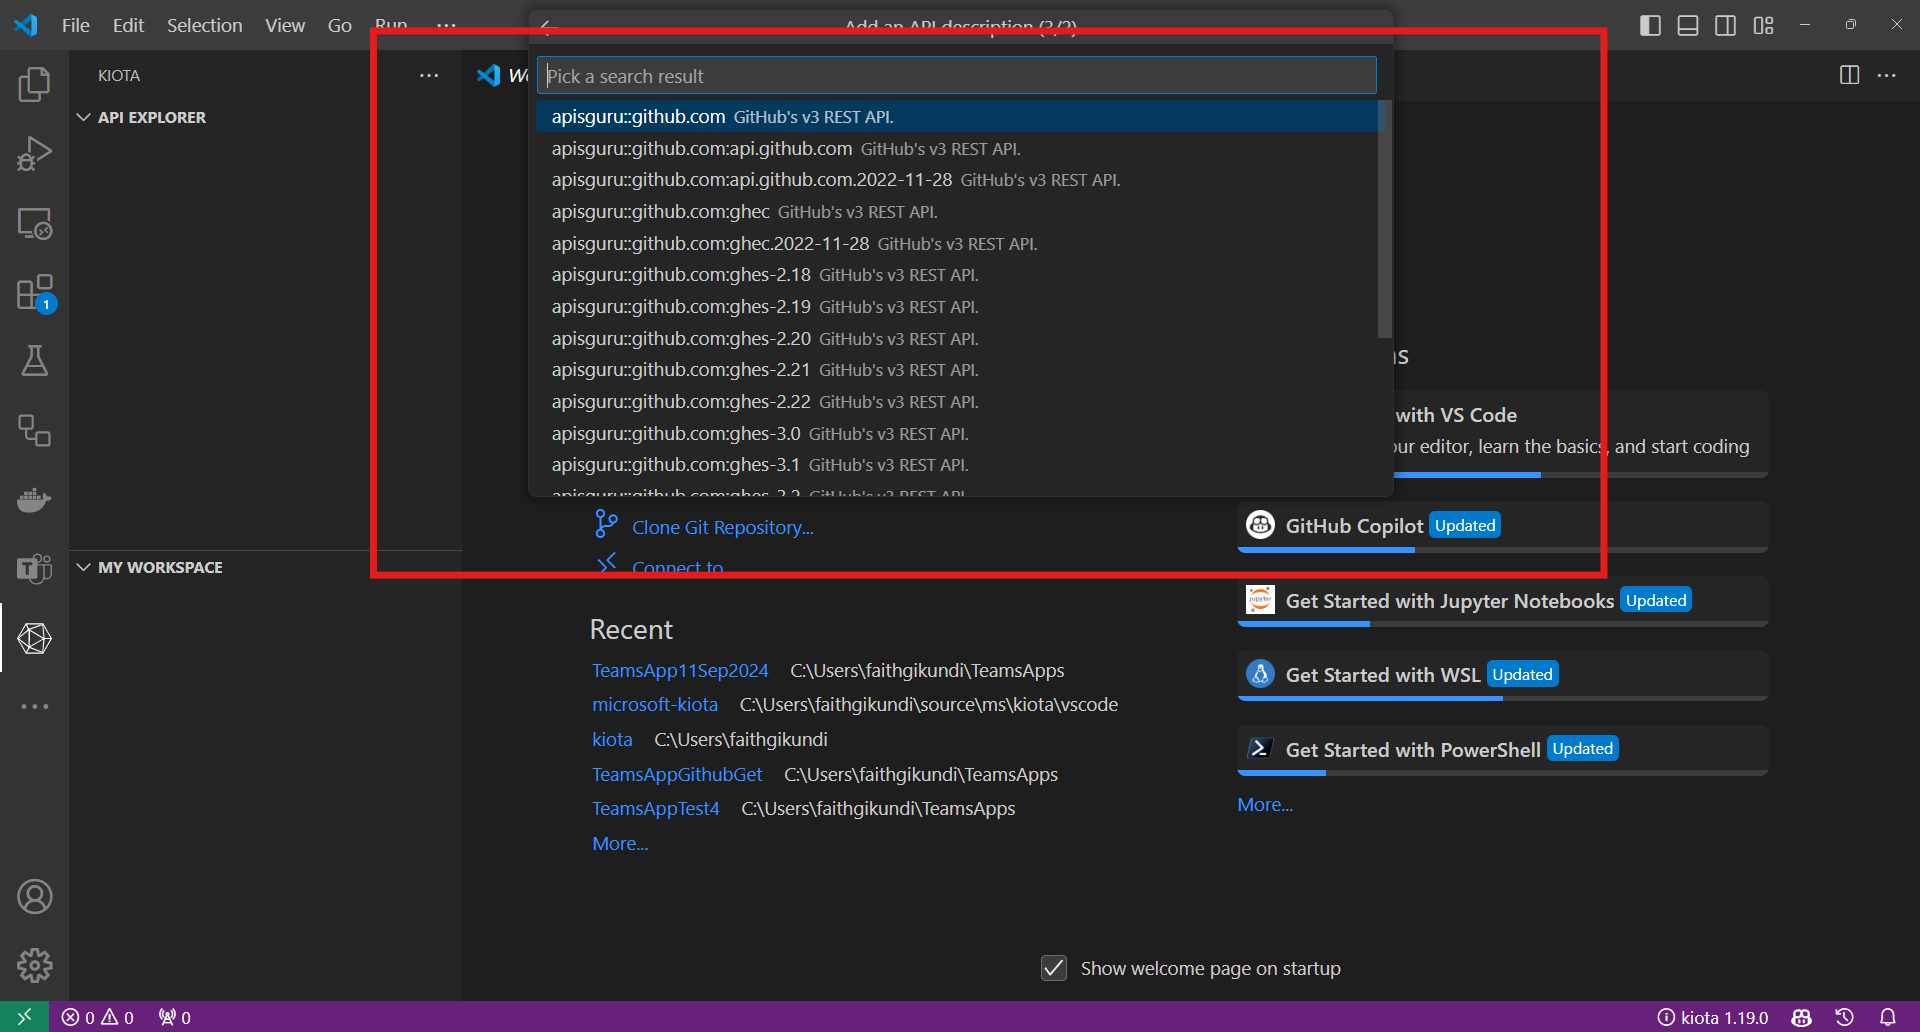 File Edit Selection View Go Run ...
Add an API description (3/2)
KIOTA
Pick a search result
API EXPLORER
apisguru::github.com GitHub's v3 REST API.
apisguru::github.com:api.github.com GitHub's v3 REST API.
apisguru::github.com:api.github.com.2022-11-28 GitHub's v3 REST API.
apisguru::github.com:ghec GitHub's v3 REST API.
apisguru::github.com:ghec.2022-11-28 GitHub's v3 REST API.
apisguru::github.com:ghes-2.18 GitHub's v3 REST API.
1
apisguru::github.com:ghes-2.19 GitHub's v3 REST API.
apisguru::github.com:ghes-2.20 GitHub's v3 REST API.
apisguru::github.com:ghes-2.21 GitHub's v3 REST API.
apisguru::github.com:ghes-2.22 GitHub's v3 REST API.
apisguru::github.com:ghes-3.0 GitHub's v3 REST API.
apisguru::github.com:ghes-3.1 GitHub's v3 REST API.
apisguru::github.com:ghes-3.2 GitHub's v3 REST API.
with VS Code
editor, learn the basics, and start coding
Clone Git Repository...
Connect to
MY WORKSPACE
GitHub Copilot Updated
Get Started with Jupyter Notebooks Updated
Get Started with WSL Updated
Get Started with PowerShell Updated
More...
Recent
TeamsApp11Sep2024 C:\Users\faithgikundi\TeamsApps
microsoft-kiota C:\Users\faithgikundi\source\ms\kiota\vscode
kiota C:\Users\faithgikundi
TeamsAppGithubGet C:\Users\faithgikundi\TeamsApps
TeamsAppTest4 C:\Users\faithgikundi\TeamsApps
More...
Show welcome page on startup
0 0 0
kiota 1.19.0